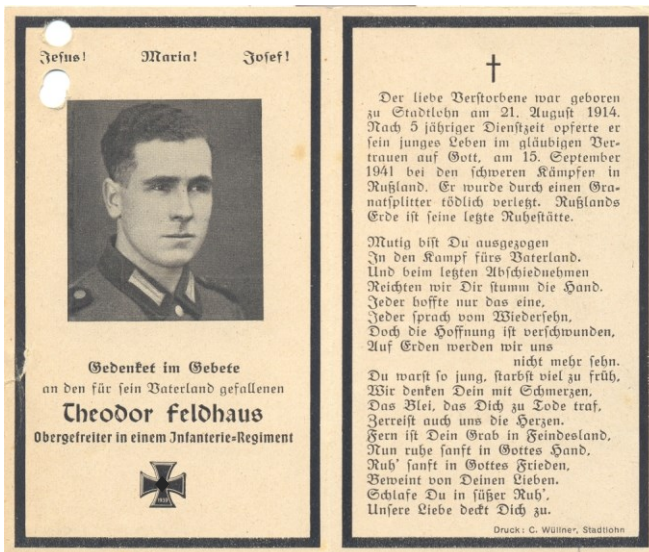 Jesus! Maria! Josef!
Gedenket im Gebete
an den für sein Vaterland gefallenen
Theodor Feldhaus
Obergefreiter in einem Infanterie=Regiment
Der liebe Verstorbene war geboren
zu Stadtlohn am 21. August 1914.
Nach 5 jähriger Dienstzeit opferte er
sein junges Leben im gläubigen Ver-
trauen auf Gott, am 15. September
1941 bei den schweren Kämpfen in
Rußland. Er wurde durch einen Gra-
natsplitter tödlich verletzt. Rußlands
Erde ist seine letzte Ruhestätte.
Mutig bist Du ausgezogen
In den Kampf fürs Vaterland.
Und beim letzten Abschiednehmen
Reichten wir Dir stumm die Hand.
Jeder hoffte nur das eine,
Jeder sprach vom Wiedersehn,
Doch die Hoffnung ist verschwunden,
Auf Erden werden wir uns
nicht mehr sehn.
Du warst so jung, starbst viel zu früh,
Wir denken Dein mit Schmerzen,
Das Blei, das Dich zu Tode traf,
Zerreist auch uns die Herzen.
Fern ist Dein Grab in Feindesland,
Nun ruhe sanft in Gottes Hand,
Ruh' sanft in Gottes Frieden,
Beweint von Deinen Lieben.
Schlafe Du in süßer Ruh',
Unsere Liebe deckt Dich zu.
Druck: C. Wüllner, Stadtlohn